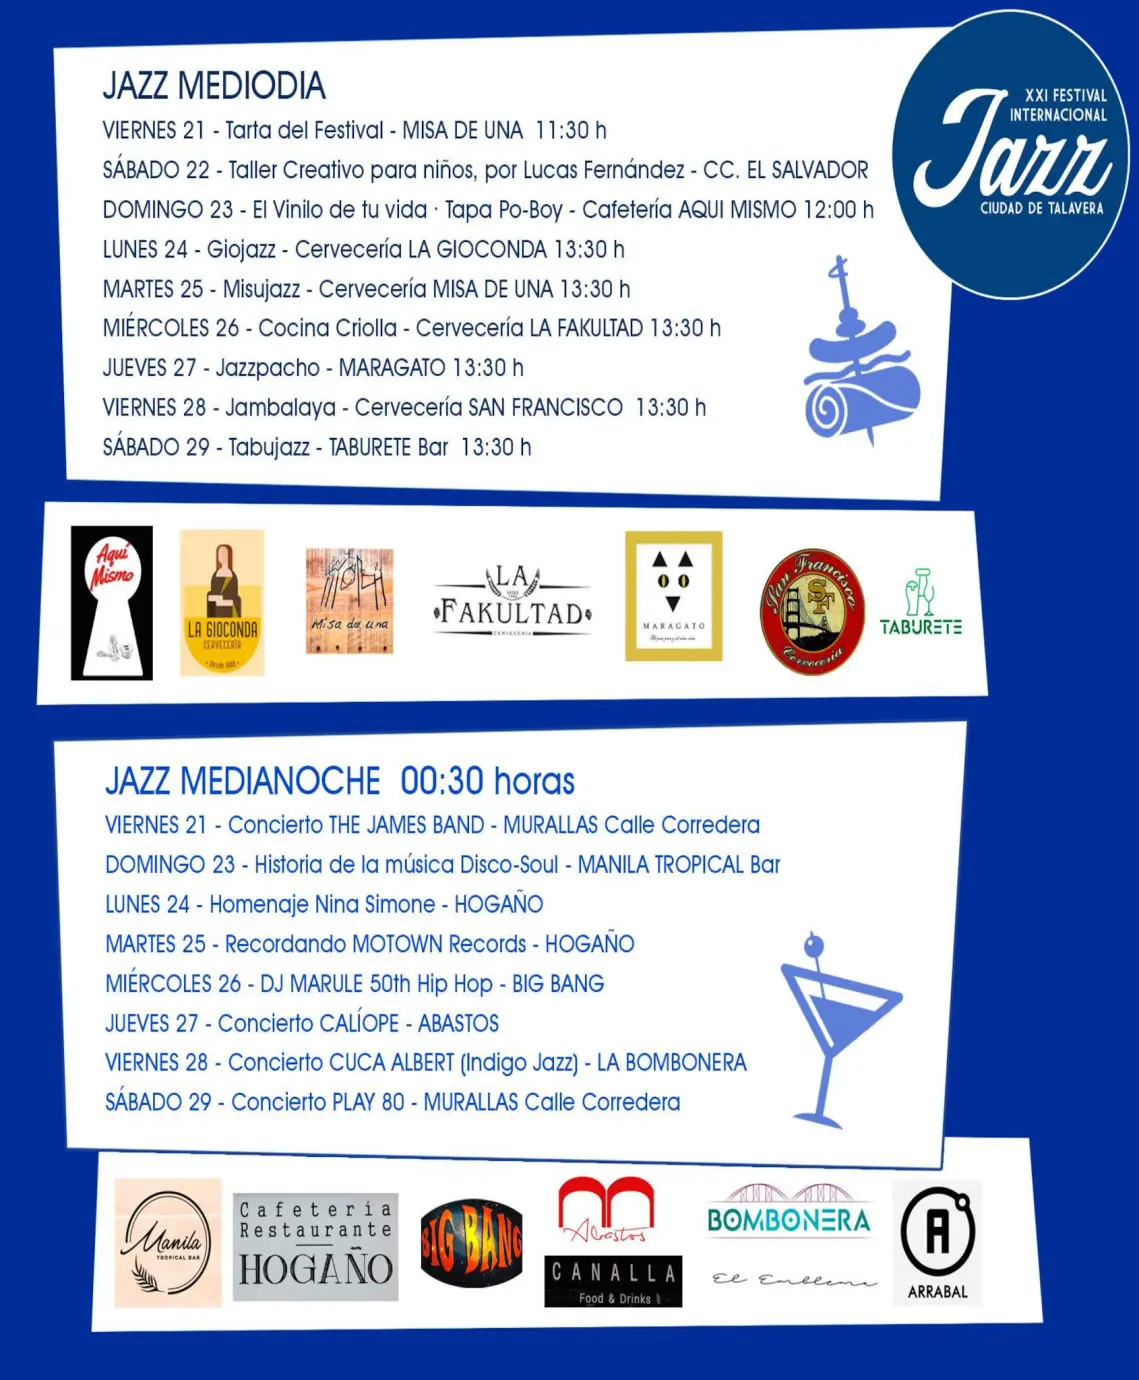 XXI FESTIVAL
INTERNACIONAL
Jazz
CIUDAD DE TALAVERA
JAZZ MEDIODIA
VIERNES 21 - Tarta del Festival - MISA DE UNA 11:30 h
SÁBADO 22 - Taller Creativo para niños, por Lucas Fernández - CC. EL SALVADOR
DOMINGO 23 - El Vinilo de tu vida · Tapa Po-Boy - Cafetería AQUI MISMO 12:00 h
LUNES 24 - Giojazz - Cervecería LA GIOCONDA 13:30 h
MARTES 25 - Misujazz - Cervecería MISA DE UNA 13:30 h
MIÉRCOLES 26 - Cocina Criolla - Cervecería LA FAKULTAD 13:30 h
JUEVES 27 - Jazzpacho - MARAGATO 13:30 h
VIERNES 28 - Jambalaya - Cervecería SAN FRANCISCO 13:30 h
SÁBADO 29 - Tabujazz - TABURETE Bar 13:30 h
Aquí
Mismo
LA GIOCONDA
CERVECERÍA
Misa de una
LA
FAKULTAD
CERVECERIA
MARAGATO
San Francisco
SF
Cerveceria
TABURETE
JAZZ MEDIANOCHE 00:30 horas
VIERNES 21 - Concierto THE JAMES BAND - MURALLAS Calle Corredera
DOMINGO 23 - Historia de la música Disco-Soul - MANILA TROPICAL Bar
LUNES 24 - Homenaje Nina Simone - HOGAÑO
MARTES 25 - Recordando MOTOWN Records - HOGAÑO
MIÉRCOLES 26 - DJ MARULE 50th Hip Hop - BIG BANG
JUEVES 27 - Concierto CALÍOPE - ABASTOS
VIERNES 28 - Concierto CUCA ALBERT (Indigo Jazz) - LA BOMBONERA
SÁBADO 29 - Concierto PLAY 80 - MURALLAS Calle Corredera
Manila
TROPICAL BAR
Cafetería
Restaurante
HOGAÑO
BIG BANG
Abastos
CANALLA
Food & Drinks
BOMBONERA
El Emblema
A
ARRABAL